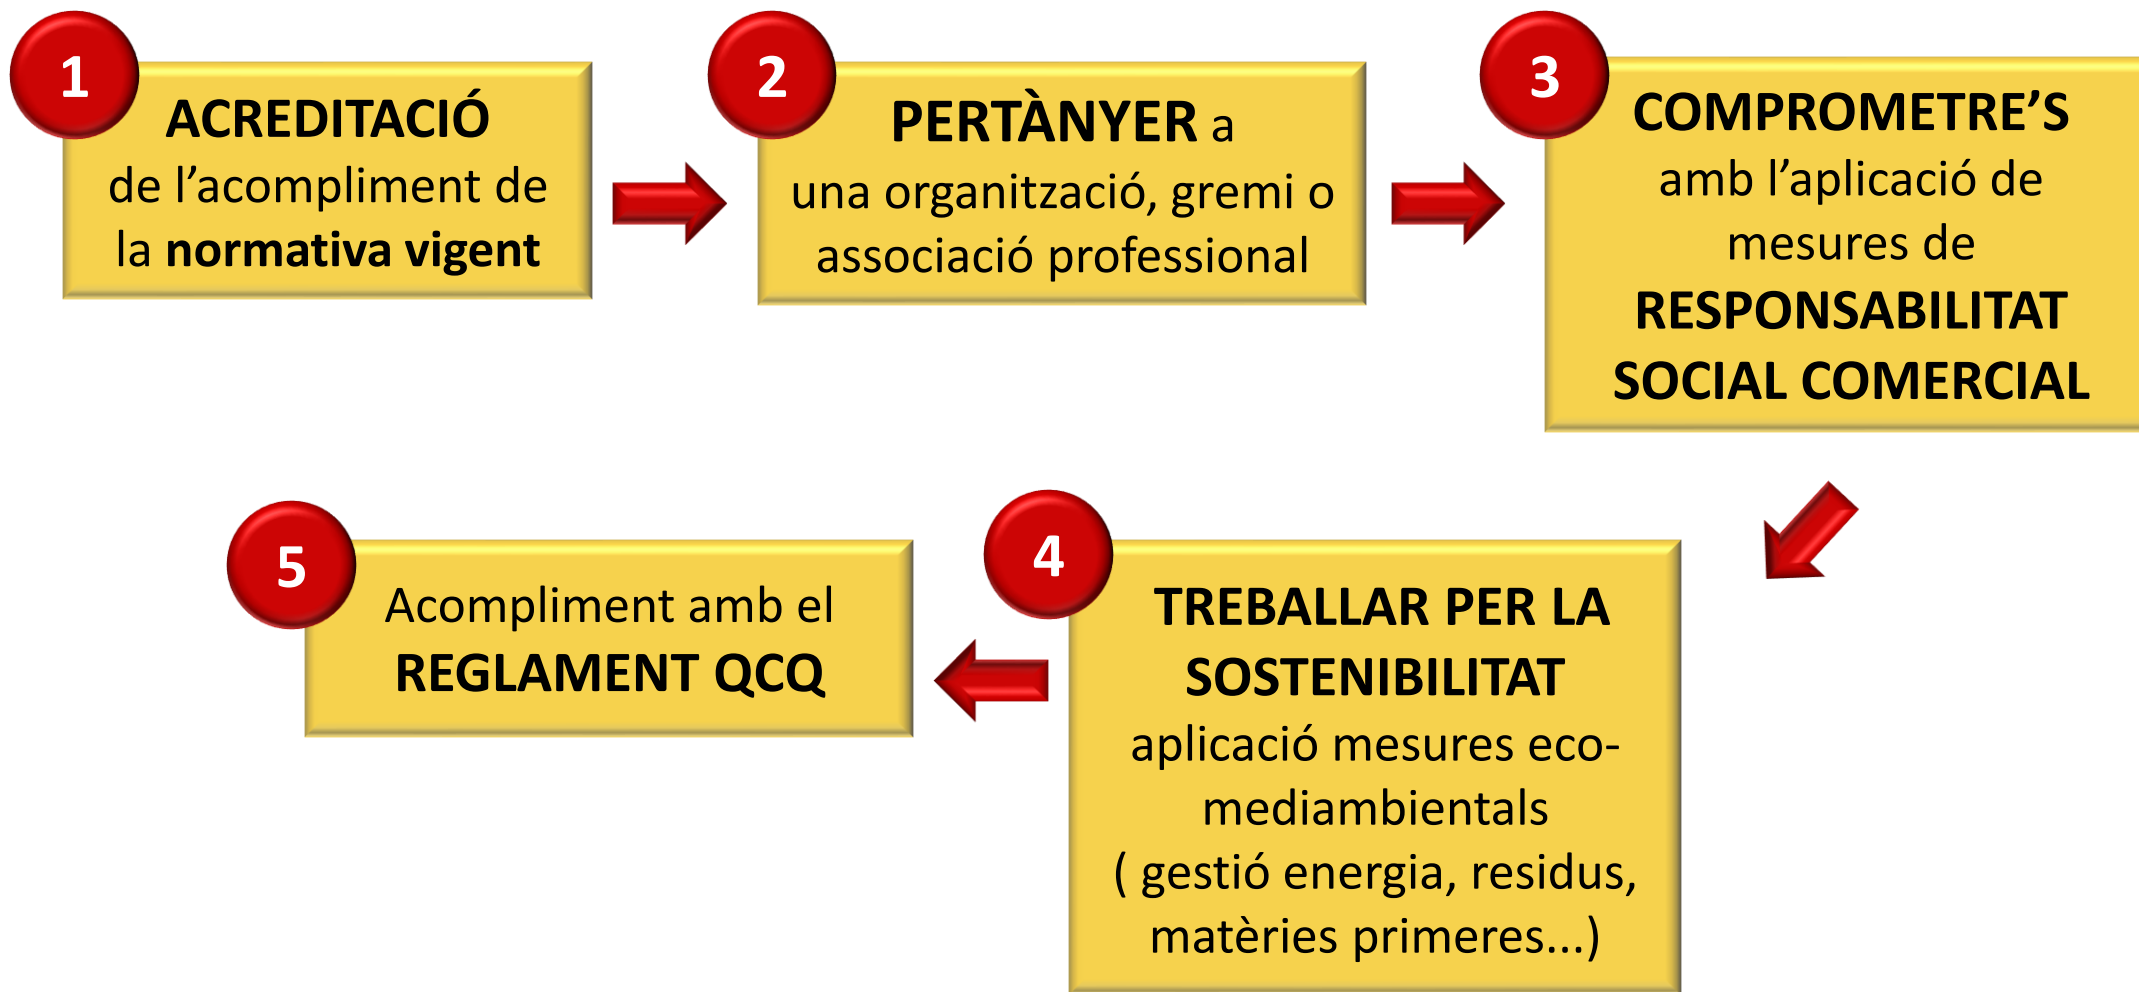 1
ACREDITACIÓ
de l’acompliment de
la normativa vigent
2
PERTÀNYER a
una organització, gremi o
associació professional
3
COMPROMETRE’S
amb l’aplicació de
mesures de
RESPONSABILITAT
SOCIAL COMERCIAL
4
TREBALLAR PER LA
SOSTENIBILITAT
aplicació mesures eco-
mediambientals
( gestió energia, residus,
matèries primeres...)
5
Acompliment amb el
REGLAMENT QCQ